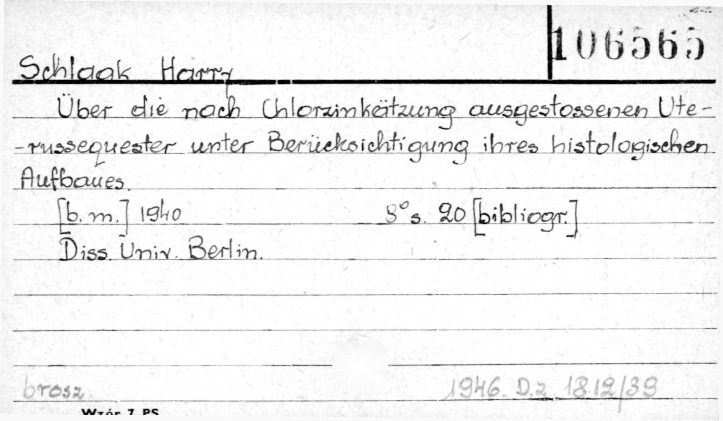 106565
Schlaak Harry
Über die nach Chlorzinkätzung ausgestossenen Ute-
-russequester unter Berücksichtigung ihres histologischen
Aufbaues.
[b.m.] 1940 8° s. 20 [bibliogr.]
Diss. Univ. Berlin.
brosz. 1946. D.z. 1812/39
Wzór 7 PS